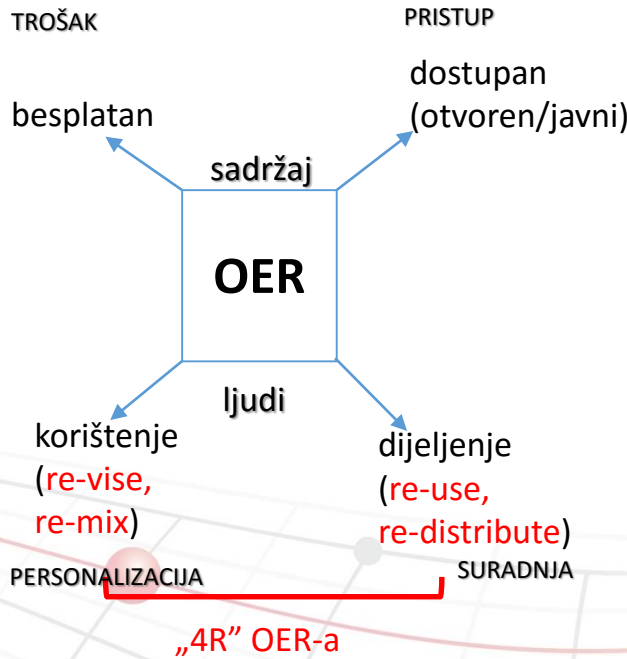 TROŠAK
PRISTUP
besplatan
dostupan
(otvoren/javni)
sadržaj
OER
ljudi
korištenje
(re-vise,
re-mix)
dijeljenje
(re-use,
re-distribute)
PERSONALIZACIJA
SURADNJA
„4R” OER-a